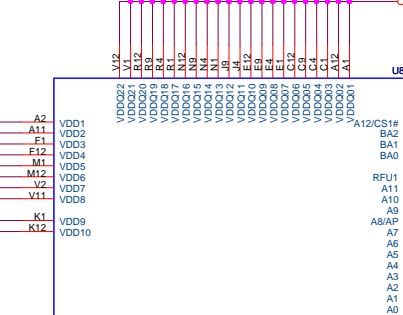 V12
V1
R12
R9
R4
R1
N12
N9
N4
N1
J9
J4
E12
E9
E4
E1
C12
C9
C4
C1
A12
A1
U8
VDDQ22
VDDQ21
VDDQ20
VDDQ19
VDDQ18
VDDQ17
VDDQ16
VDDQ15
VDDQ14
VDDQ13
VDDQ12
VDDQ11
VDDQ10
VDDQ09
VDDQ08
VDDQ07
VDDQ06
VDDQ05
VDDQ04
VDDQ03
VDDQ02
VDDQ01
A2 VDD1
A11 VDD2
F1 VDD3
F12 VDD4
M1 VDD5
M12 VDD6
V2 VDD7
V11 VDD8
K1 VDD9
K12 VDD10
A12/CS1#
BA2
BA1
BA0
RFU1
A11
A10
A9
A8/AP
A7
A6
A5
A4
A3
A2
A1
A0